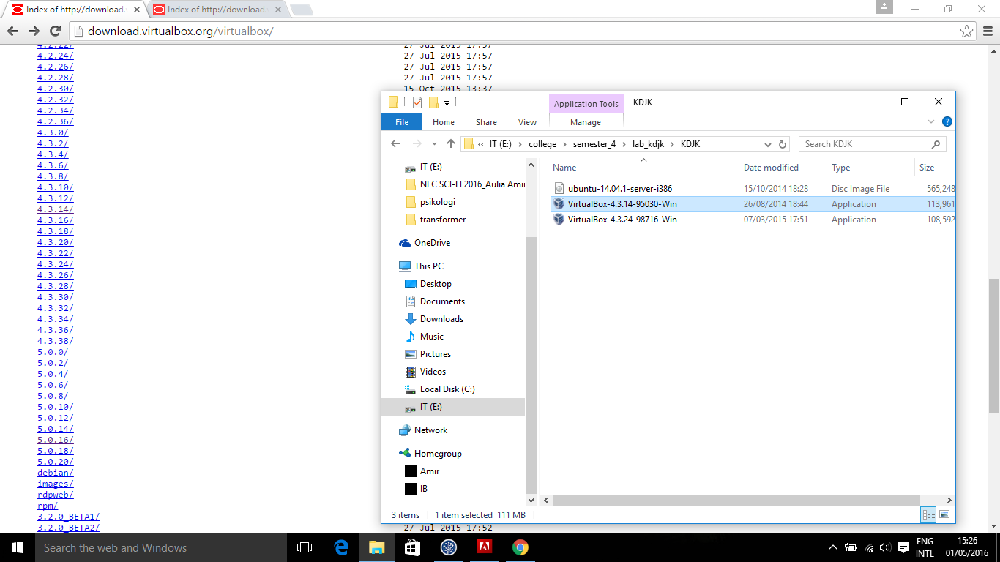 Index of http://download.
Index of http://download.
download.virtualbox.org/virtualbox/
4.2.22/ 27-Jul-2015 17:57 -
4.2.24/ 27-Jul-2015 17:57 -
4.2.26/ 27-Jul-2015 17:57 -
4.2.28/ 27-Jul-2015 17:57 -
4.2.30/ 15-Oct-2015 13:37 -
4.2.32/
4.2.34/
4.2.36/
4.3.0/
4.3.2/
4.3.4/
4.3.6/
4.3.8/
4.3.10/
4.3.12/
4.3.14/
4.3.16/
4.3.18/
4.3.20/
4.3.22/
4.3.24/
4.3.26/
4.3.28/
4.3.30/
4.3.32/
4.3.34/
4.3.36/
4.3.38/
5.0.0/
5.0.2/
5.0.4/
5.0.6/
5.0.8/
5.0.10/
5.0.12/
5.0.14/
5.0.16/
5.0.18/
5.0.20/
debian/
images/
rdpweb/
rpm/
3.2.0_BETA1/
3.2.0_BETA2/ 27-Jul-2015 17:52 -
Application Tools KDJK
File Home Share View Manage
« IT (E:) › college › semester_4 › lab_kdjk › KDJK
Search KDJK
IT (E:)
NEC SCI-FI 2016_Aulia Amir
psikologi
transformer
OneDrive
This PC
Desktop
Documents
Downloads
Music
Pictures
Videos
Local Disk (C:)
IT (E:)
Network
Homegroup
Amir
IB
Name Date modified Type Size
ubuntu-14.04.1-server-i386 15/10/2014 18:28 Disc Image File 565,248
VirtualBox-4.3.14-95030-Win 26/08/2014 18:44 Application 113,961
VirtualBox-4.3.24-98716-Win 07/03/2015 17:51 Application 108,592
3 items 1 item selected 111 MB
Search the web and Windows
ENG
INTL
15:26
01/05/2016